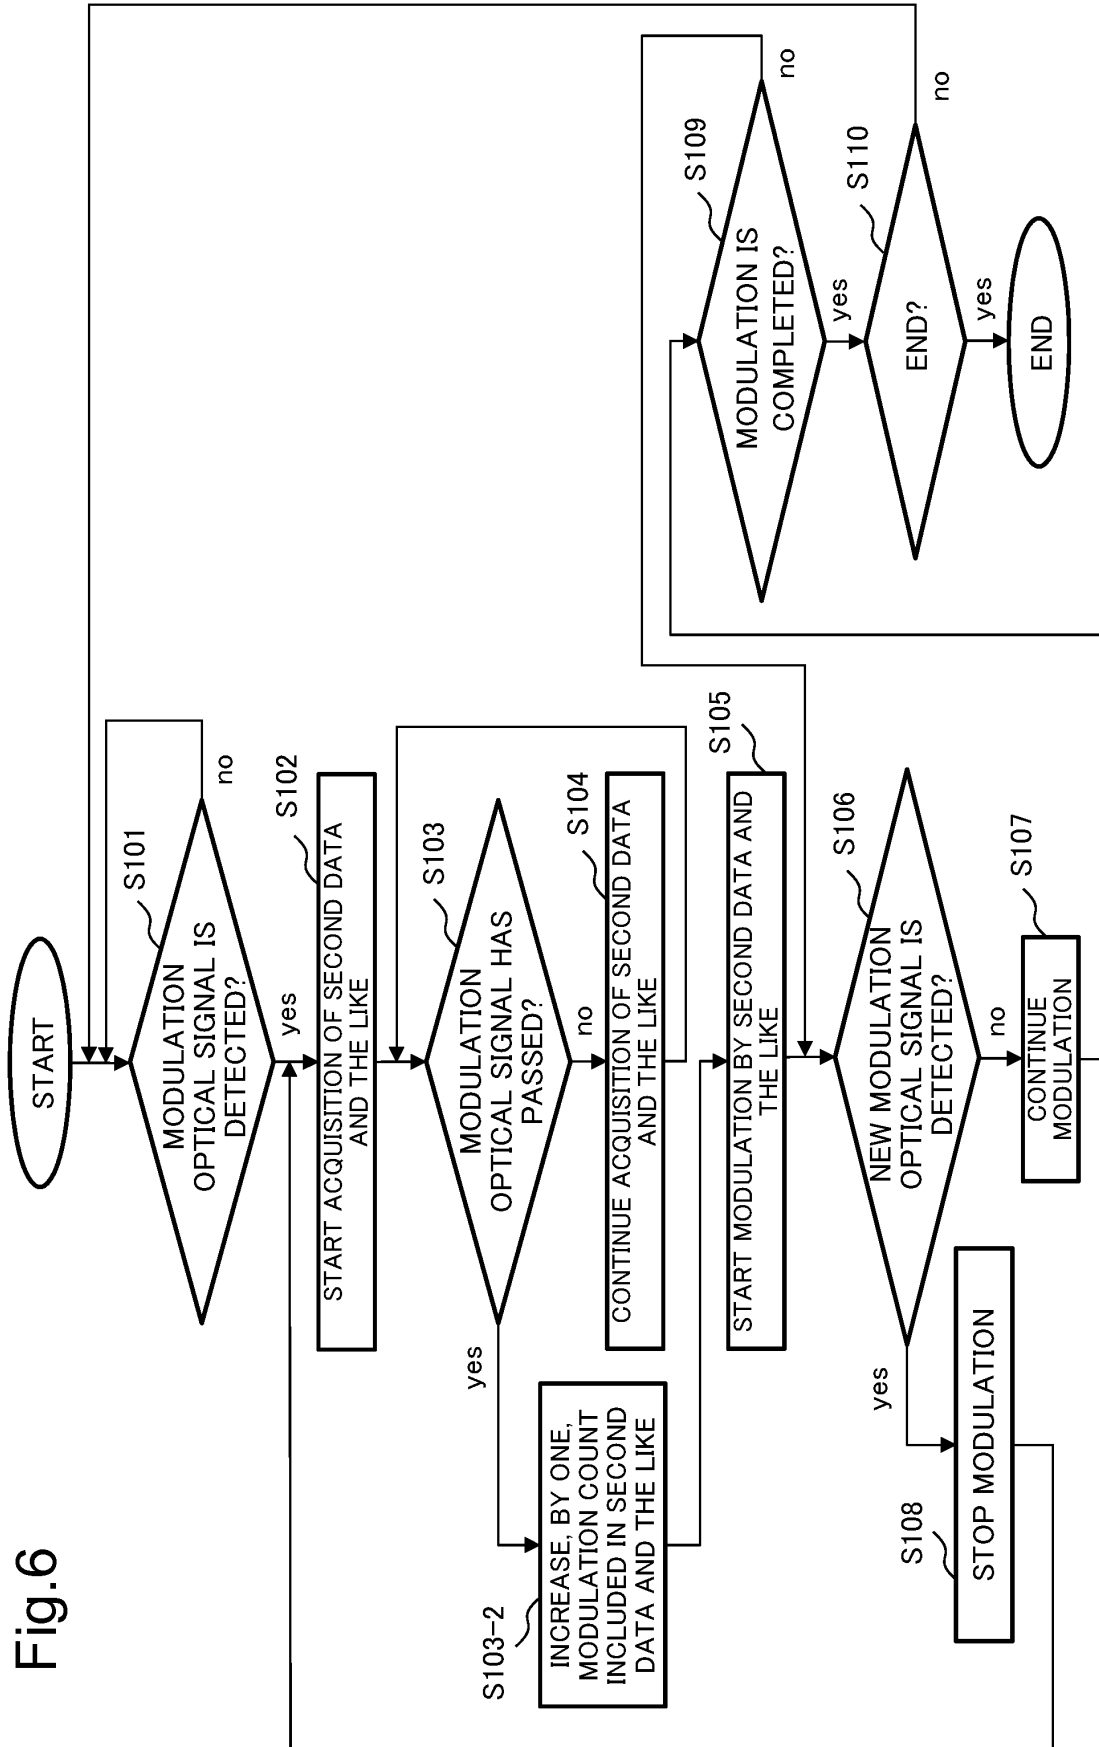 Fig.6
START
S101
MODULATION
OPTICAL SIGNAL IS
DETECTED?
no
yes
S102
START ACQUISITION OF SECOND DATA
AND THE LIKE
S103
MODULATION
OPTICAL SIGNAL HAS
PASSED?
yes
no
S103-2
INCREASE, BY ONE,
MODULATION COUNT
INCLUDED IN SECOND
DATA AND THE LIKE
S104
CONTINUE ACQUISITION OF SECOND DATA
AND THE LIKE
S105
START MODULATION BY SECOND DATA AND
THE LIKE
S106
NEW MODULATION
OPTICAL SIGNAL IS
DETECTED?
yes
no
S108
STOP MODULATION
S107
CONTINUE
MODULATION
S109
MODULATION IS
COMPLETED?
no
yes
S110
END?
no
yes
END